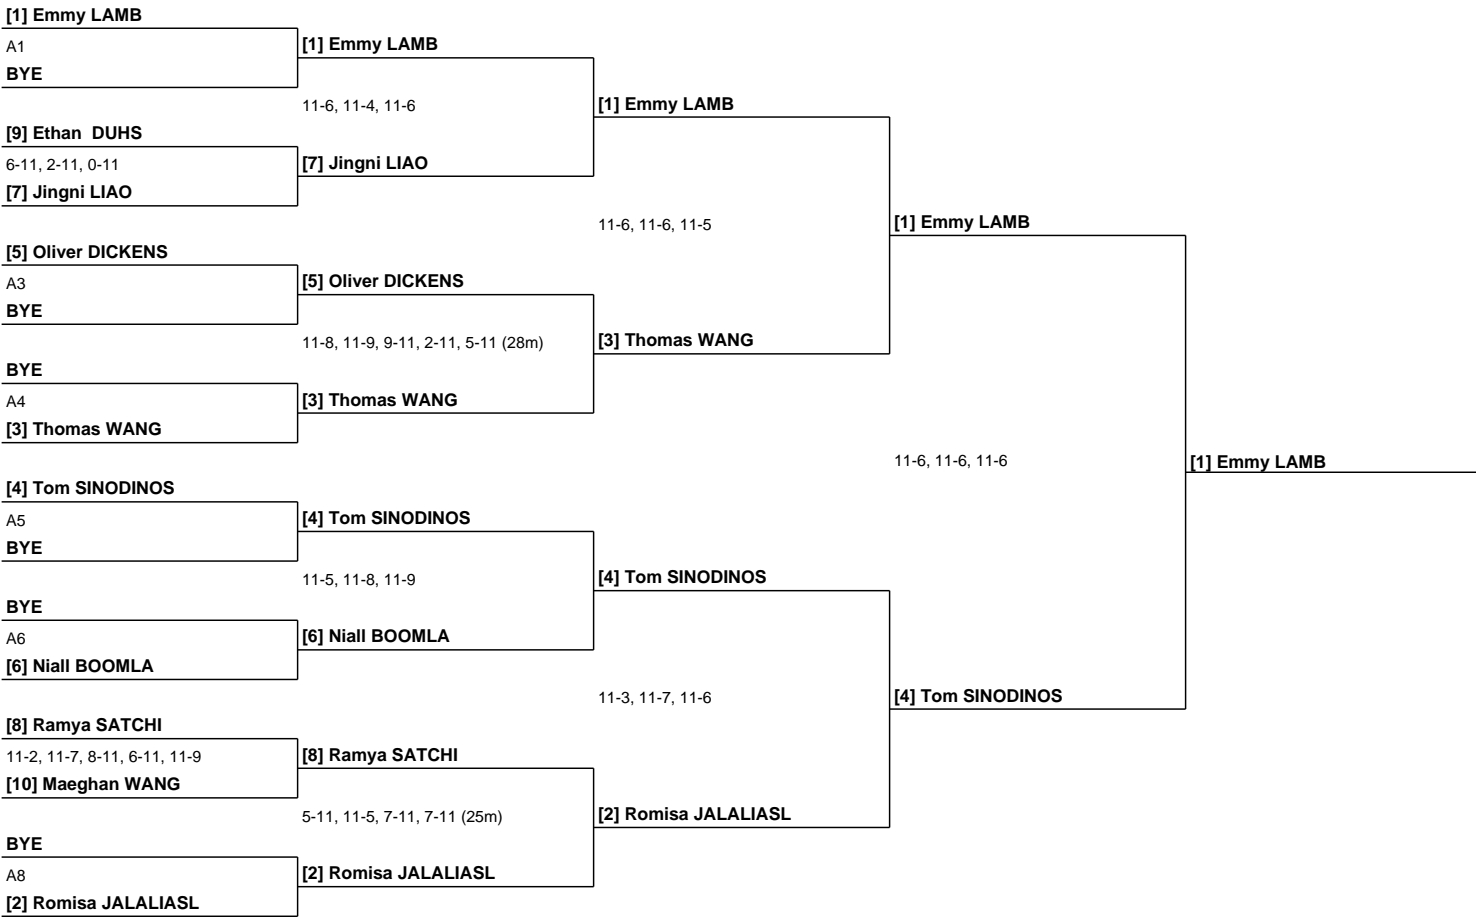 [1] Emmy LAMB
A1
BYE
[9] Ethan  DUHS
6-11, 2-11, 0-11
[7] Jingni LIAO
[5] Oliver DICKENS
A3
BYE
BYE
A4
[3] Thomas WANG
[4] Tom SINODINOS
A5
BYE
BYE
A6
[6] Niall BOOMLA
[8] Ramya SATCHI
11-2, 11-7, 8-11, 6-11, 11-9
[10] Maeghan WANG
BYE
A8
[2] Romisa JALALIASL
[1] Emmy LAMB
11-6, 11-4, 11-6
[7] Jingni LIAO
[5] Oliver DICKENS
11-8, 11-9, 9-11, 2-11, 5-11 (28m)
[3] Thomas WANG
[4] Tom SINODINOS
11-5, 11-8, 11-9
[6] Niall BOOMLA
[8] Ramya SATCHI
5-11, 11-5, 7-11, 7-11 (25m)
[2] Romisa JALALIASL
[1] Emmy LAMB
11-6, 11-6, 11-5
[3] Thomas WANG
[4] Tom SINODINOS
11-3, 11-7, 11-6
[2] Romisa JALALIASL
[1] Emmy LAMB
11-6, 11-6, 11-6
[4] Tom SINODINOS
[1] Emmy LAMB